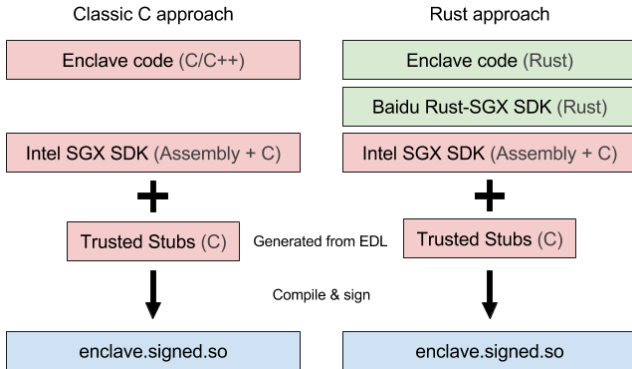 Classic C approach
Rust approach
Enclave code (C/C++)
Enclave code (Rust)
Baidu Rust-SGX SDK (Rust)
Intel SGX SDK (Assembly + C)
Intel SGX SDK (Assembly + C)
Trusted Stubs (C)
Generated from EDL
Trusted Stubs (C)
Compile & sign
enclave.signed.so
enclave.signed.so